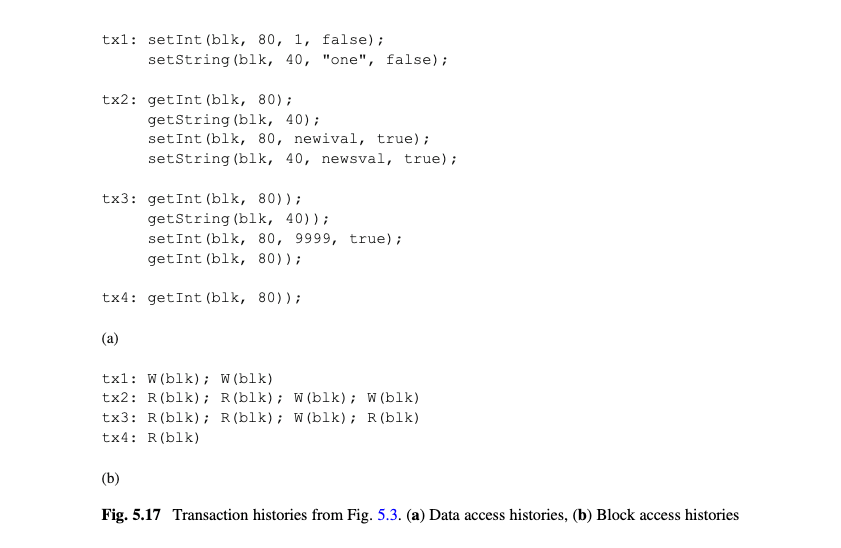 tx1: setInt(blk, 80, 1, false);
setString(blk, 40, "one", false);
tx2: getInt(blk, 80);
getString(blk, 40);
setInt(blk, 80, newival, true);
setString(blk, 40, newsval, true);
tx3: getInt(blk, 80));
getString(blk, 40));
setInt(blk, 80, 9999, true);
getInt(blk, 80));
tx4: getInt(blk, 80));
(a)
tx1: W(blk); W(blk)
tx2: R(blk); R(blk); W(blk); W(blk)
tx3: R(blk); R(blk); W(blk); R(blk)
tx4: R(blk)
(b)
Fig. 5.17 Transaction histories from Fig. 5.3. (a) Data access histories, (b) Block access histories